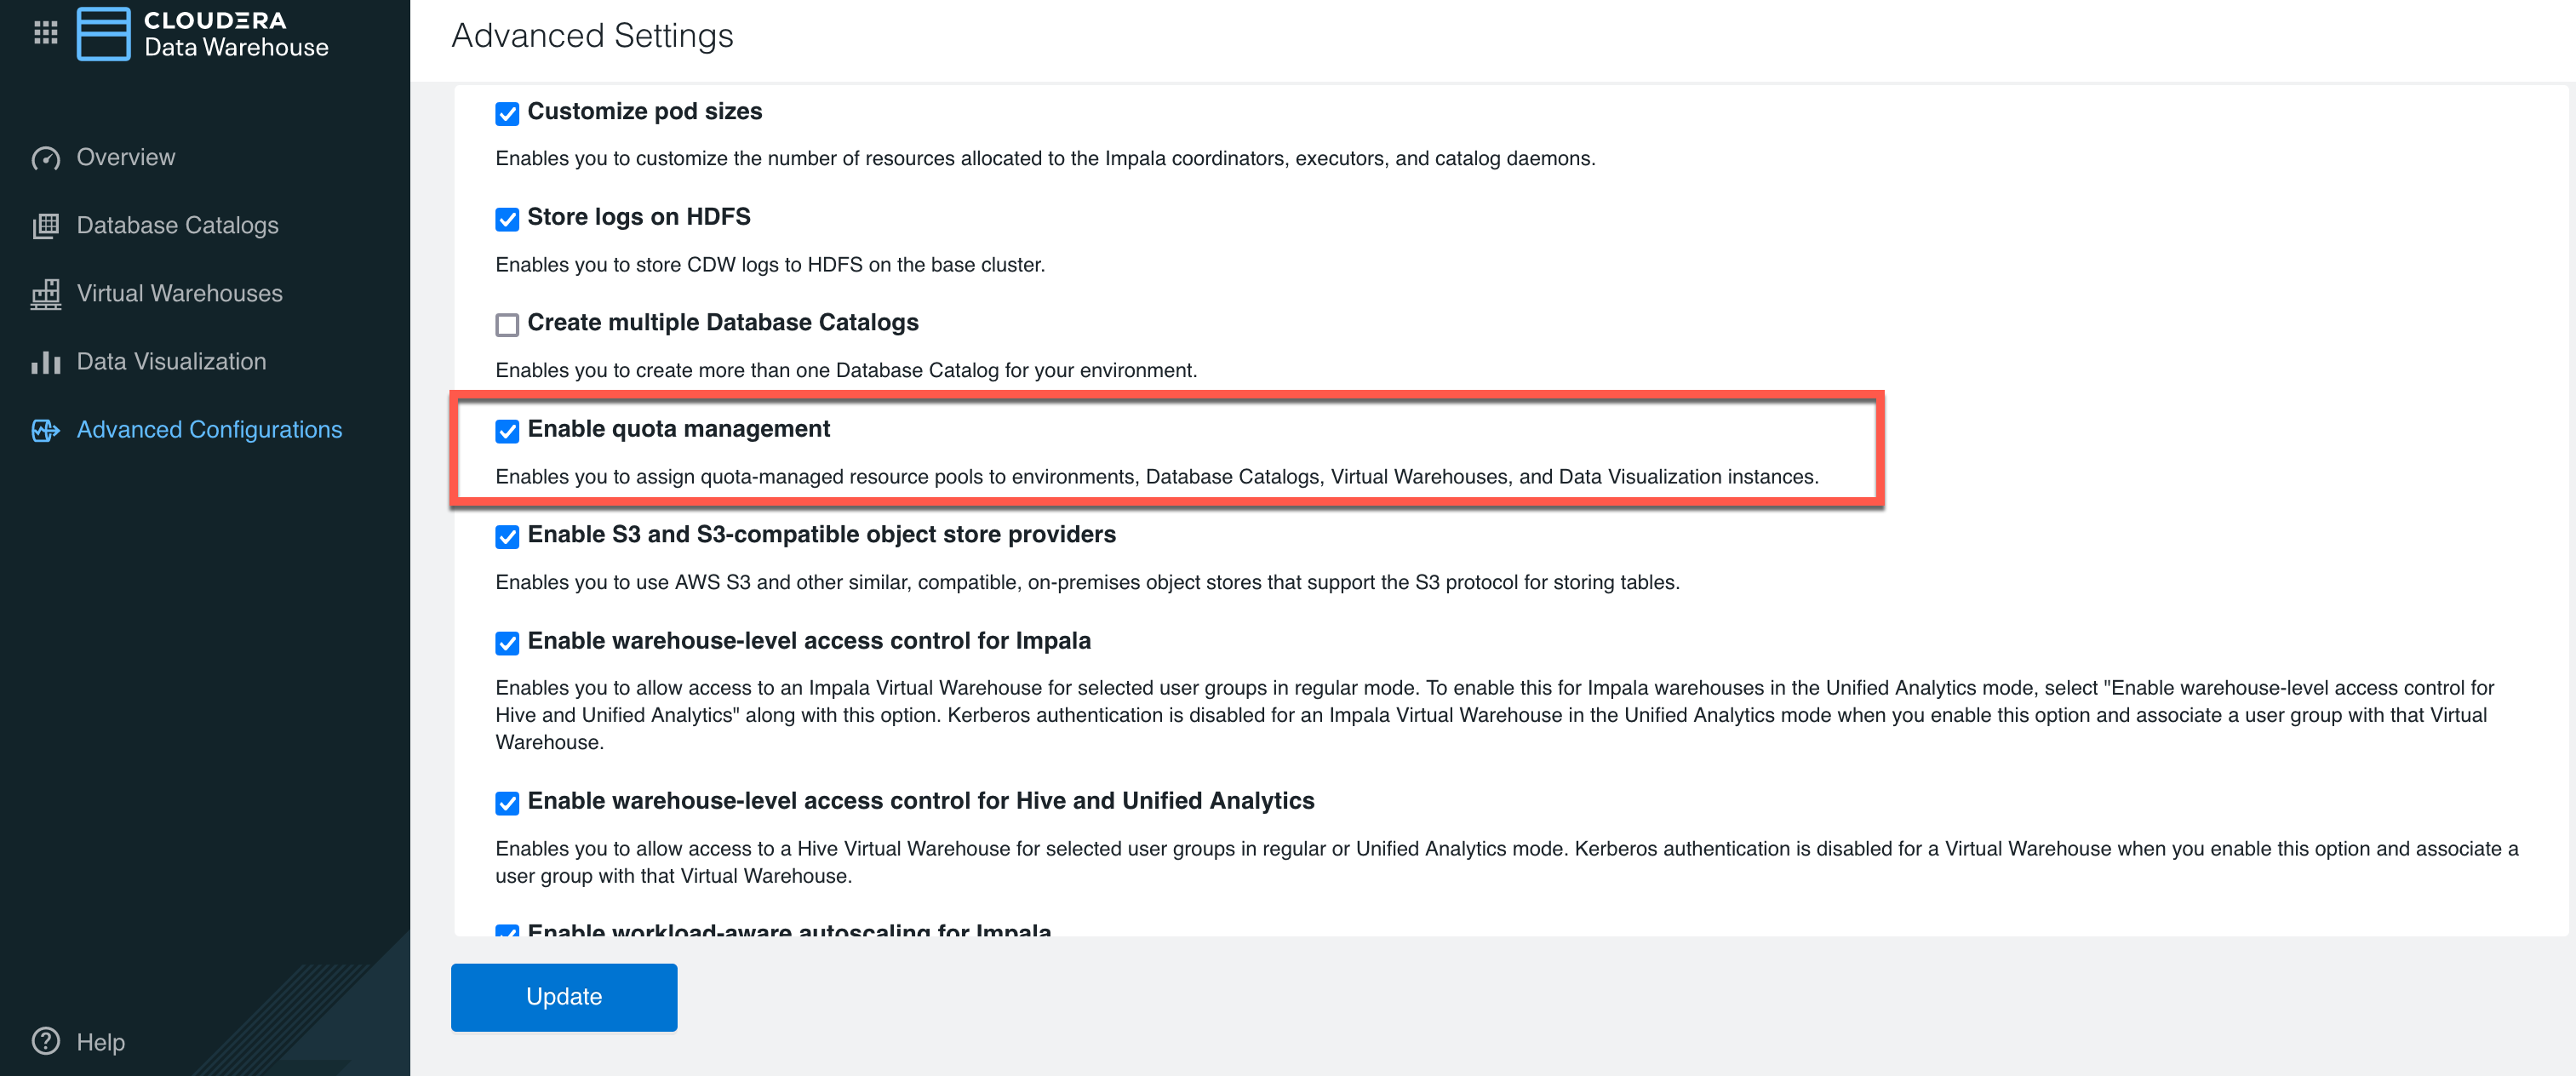 CLOUDERA
Data Warehouse
Overview
Database Catalogs
Virtual Warehouses
Data Visualization
Advanced Configurations
Help
Advanced Settings
Customize pod sizes
Enables you to customize the number of resources allocated to the Impala coordinators, executors, and catalog daemons.
Store logs on HDFS
Enables you to store CDW logs to HDFS on the base cluster.
Create multiple Database Catalogs
Enables you to create more than one Database Catalog for your environment.
Enable quota management
Enables you to assign quota-managed resource pools to environments, Database Catalogs, Virtual Warehouses, and Data Visualization instances.
Enable S3 and S3-compatible object store providers
Enables you to use AWS S3 and other similar, compatible, on-premises object stores that support the S3 protocol for storing tables.
Enable warehouse-level access control for Impala
Enables you to allow access to an Impala Virtual Warehouse for selected user groups in regular mode. To enable this for Impala warehouses in the Unified Analytics mode, select "Enable warehouse-level access control for
Hive and Unified Analytics" along with this option. Kerberos authentication is disabled for an Impala Virtual Warehouse in the Unified Analytics mode when you enable this option and associate a user group with that Virtual
Warehouse.
Enable warehouse-level access control for Hive and Unified Analytics
Enables you to allow access to a Hive Virtual Warehouse for selected user groups in regular or Unified Analytics mode. Kerberos authentication is disabled for a Virtual Warehouse when you enable this option and associate a
user group with that Virtual Warehouse.
Enable workload-aware autoscaling for Impala
Update